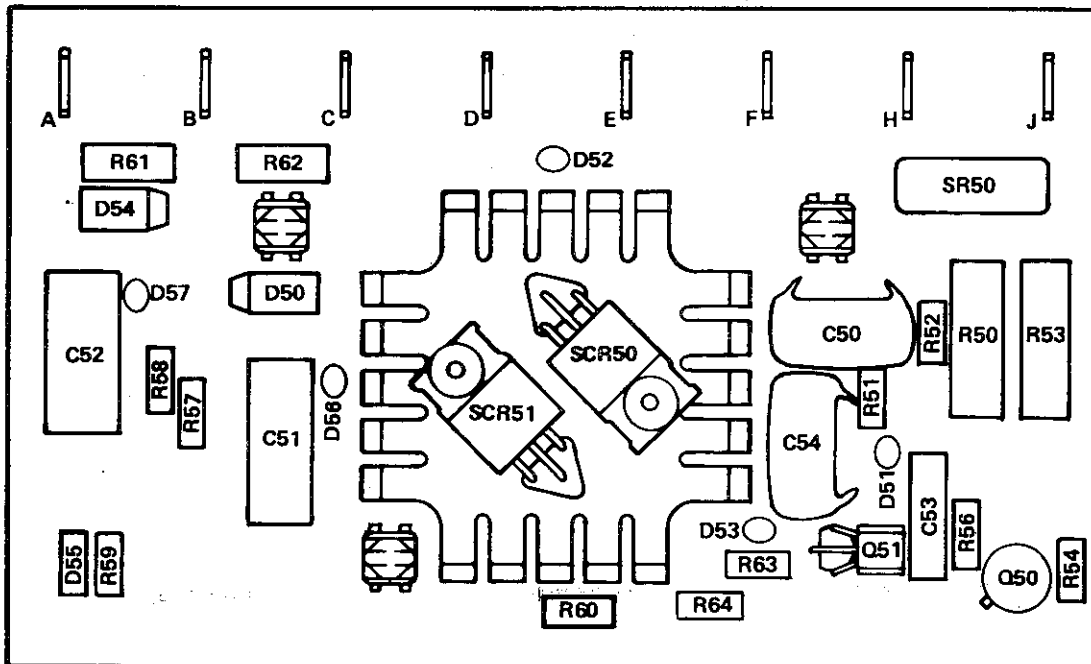 A B C D E F H J
R61 R62 D52 SR50
D54
D57 D50 C50 R52 R50 R53
C52 SCR50
R58 SCR51 R51
R57 D56
C51 C54
D51 C53
D53 Q51 R56
D55 R59 R63 Q50 R54
R60 R64